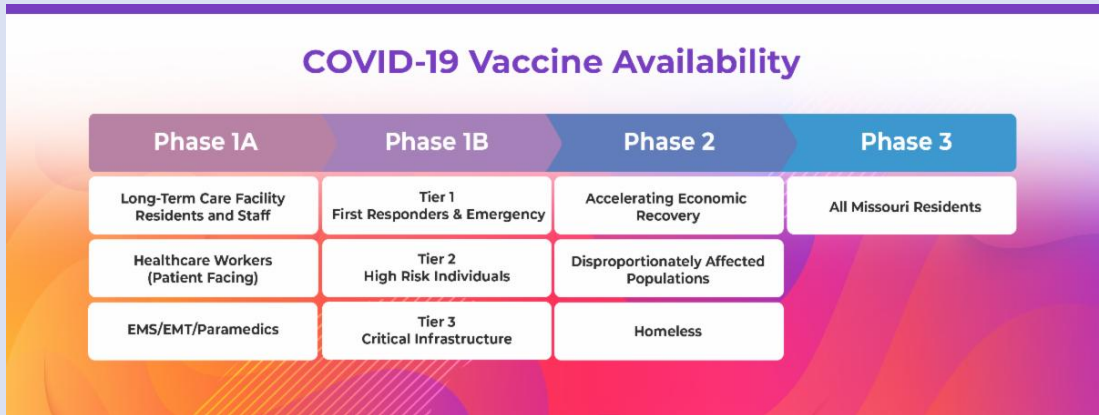 COVID-19 Vaccine Availability
Phase 1A
Phase 1B
Phase 2
Phase 3
Long-Term Care Facility
Residents and Staff
Tier 1
First Responders & Emergency
Accelerating Economic
Recovery
All Missouri Residents
Healthcare Workers
(Patient Facing)
Tier 2
High Risk Individuals
Disproportionately Affected
Populations
EMS/EMT/Paramedics
Tier 3
Critical Infrastructure
Homeless